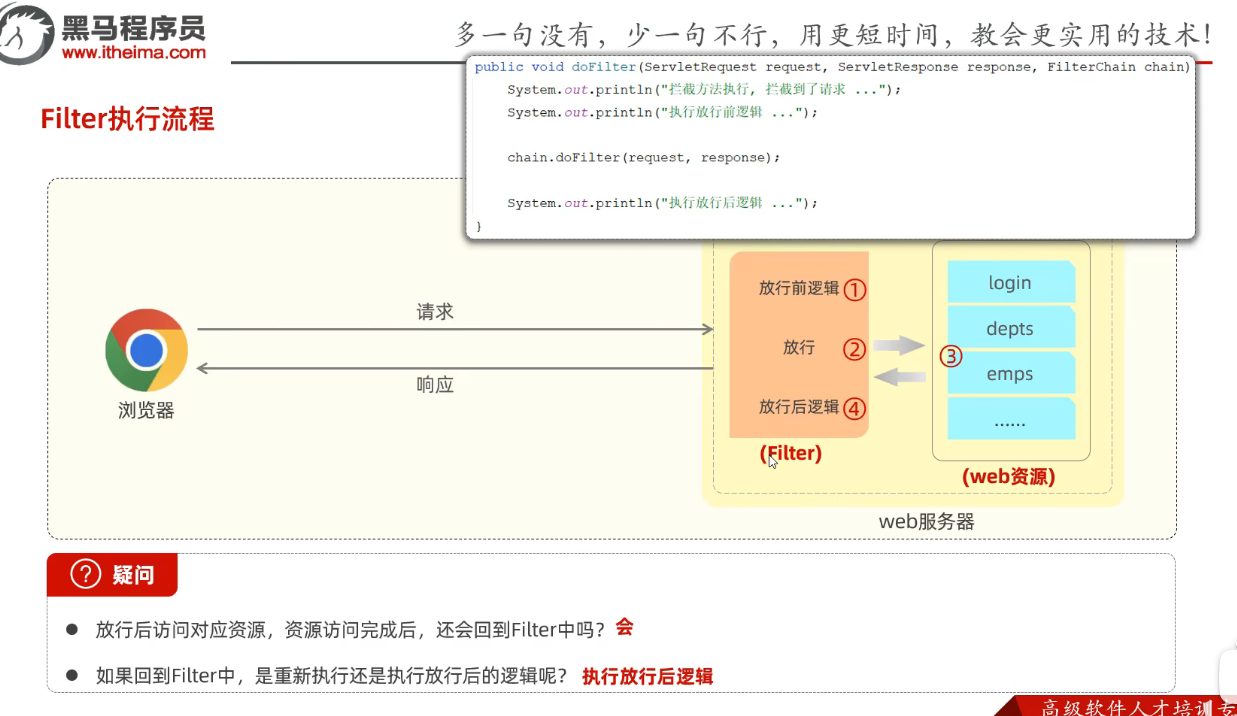 黑马程序员
www.itheima.com
多一句没有，少一句不行，用更短时间，教会更实用的技术！
Filter执行流程
public void doFilter(ServletRequest request, ServletResponse response, FilterChain chain)
System.out.println("拦截方法执行, 拦截到了请求 ...");
System.out.println("执行放行前逻辑 ...");
chain.doFilter(request, response);
System.out.println("执行放行后逻辑 ...");
}
请求
响应
浏览器
放行前逻辑 ①
放行 ②
放行后逻辑 ④
(Filter)
③
login
depts
emps
......
(web资源)
web服务器
? 疑问
● 放行后访问对应资源，资源访问完成后，还会回到Filter中吗？ 会
● 如果回到Filter中，是重新执行还是执行放行后的逻辑呢？ 执行放行后逻辑
高级软件人才培训专